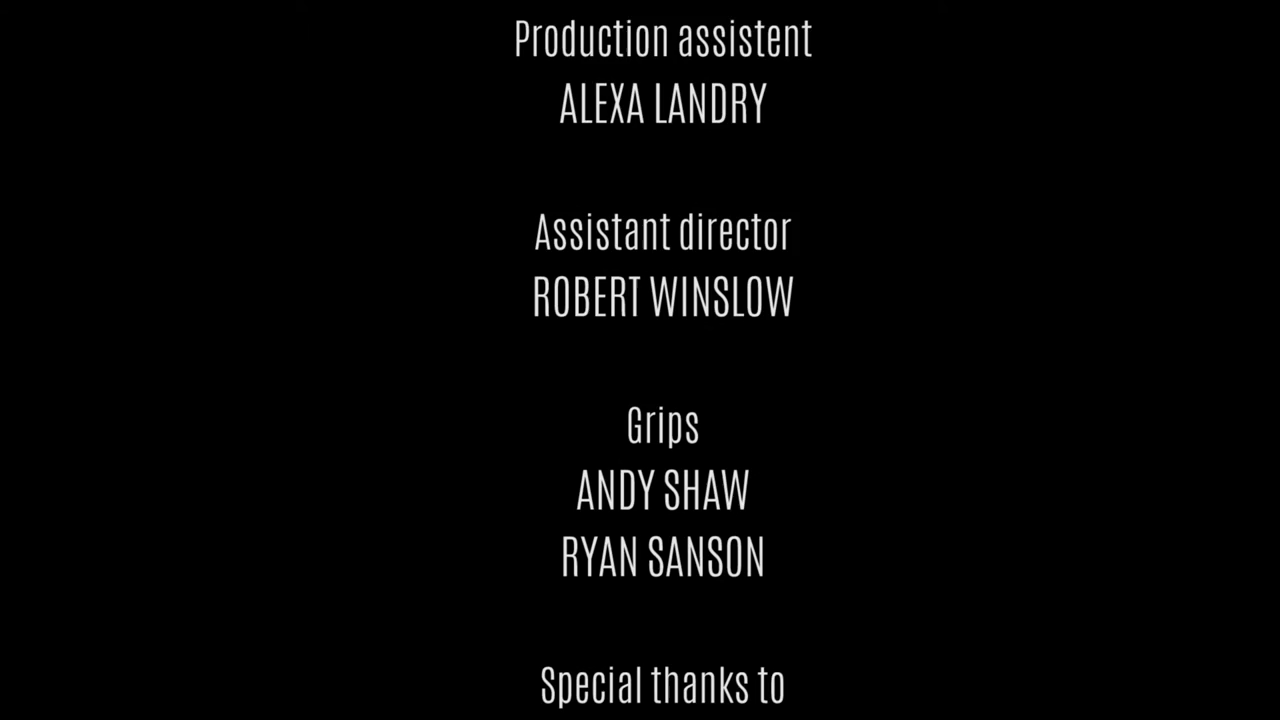 Production assistent
ALEXA LANDRY
Assistant director
ROBERT WINSLOW
Grips
ANDY SHAW
RYAN SANSON
Special thanks to